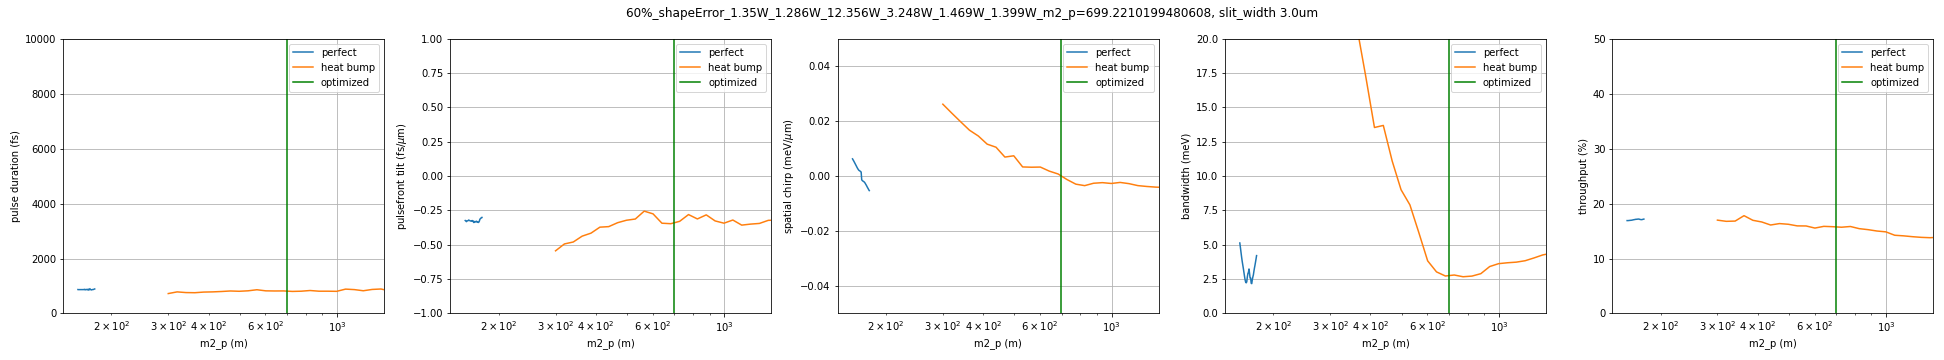 60%_shapeError_1.35W_1.286W_12.356W_3.248W_1.469W_1.399W_m2_p=699.2210199480608, slit_width 3.0um
pulse duration (fs)
10000
8000
6000
4000
2000
0
perfect
heat bump
optimized
2 × 10²
3 × 10²
4 × 10²
6 × 10²
10³
m2_p (m)
pulsefront tilt (fs/μm)
1.00
0.75
0.50
0.25
0.00
−0.25
−0.50
−0.75
−1.00
perfect
heat bump
optimized
2 × 10²
3 × 10²
4 × 10²
6 × 10²
10³
m2_p (m)
spatial chirp (meV/μm)
0.04
0.02
0.00
−0.02
−0.04
perfect
heat bump
optimized
2 × 10²
3 × 10²
4 × 10²
6 × 10²
10³
m2_p (m)
bandwidth (meV)
20.0
17.5
15.0
12.5
10.0
7.5
5.0
2.5
0.0
perfect
heat bump
optimized
2 × 10²
3 × 10²
4 × 10²
6 × 10²
10³
m2_p (m)
throughput (%)
50
40
30
20
10
0
perfect
heat bump
optimized
2 × 10²
3 × 10²
4 × 10²
6 × 10²
10³
m2_p (m)